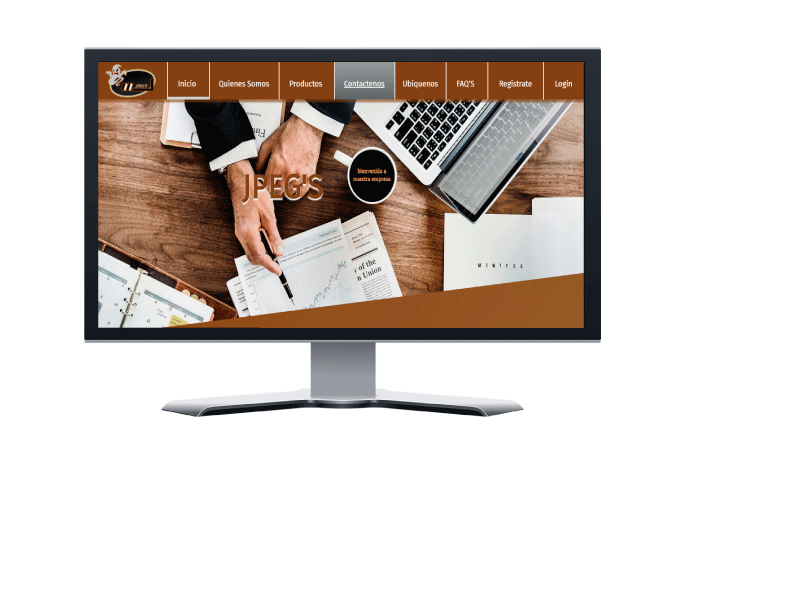 Inicio
Quienes Somos
Productos
Contactenos
Ubiquenos
FAQ'S
Registrate
Login
JPEG'S
bienvenido a
nuestra empresa
y of the
n Union
M T W T F S S